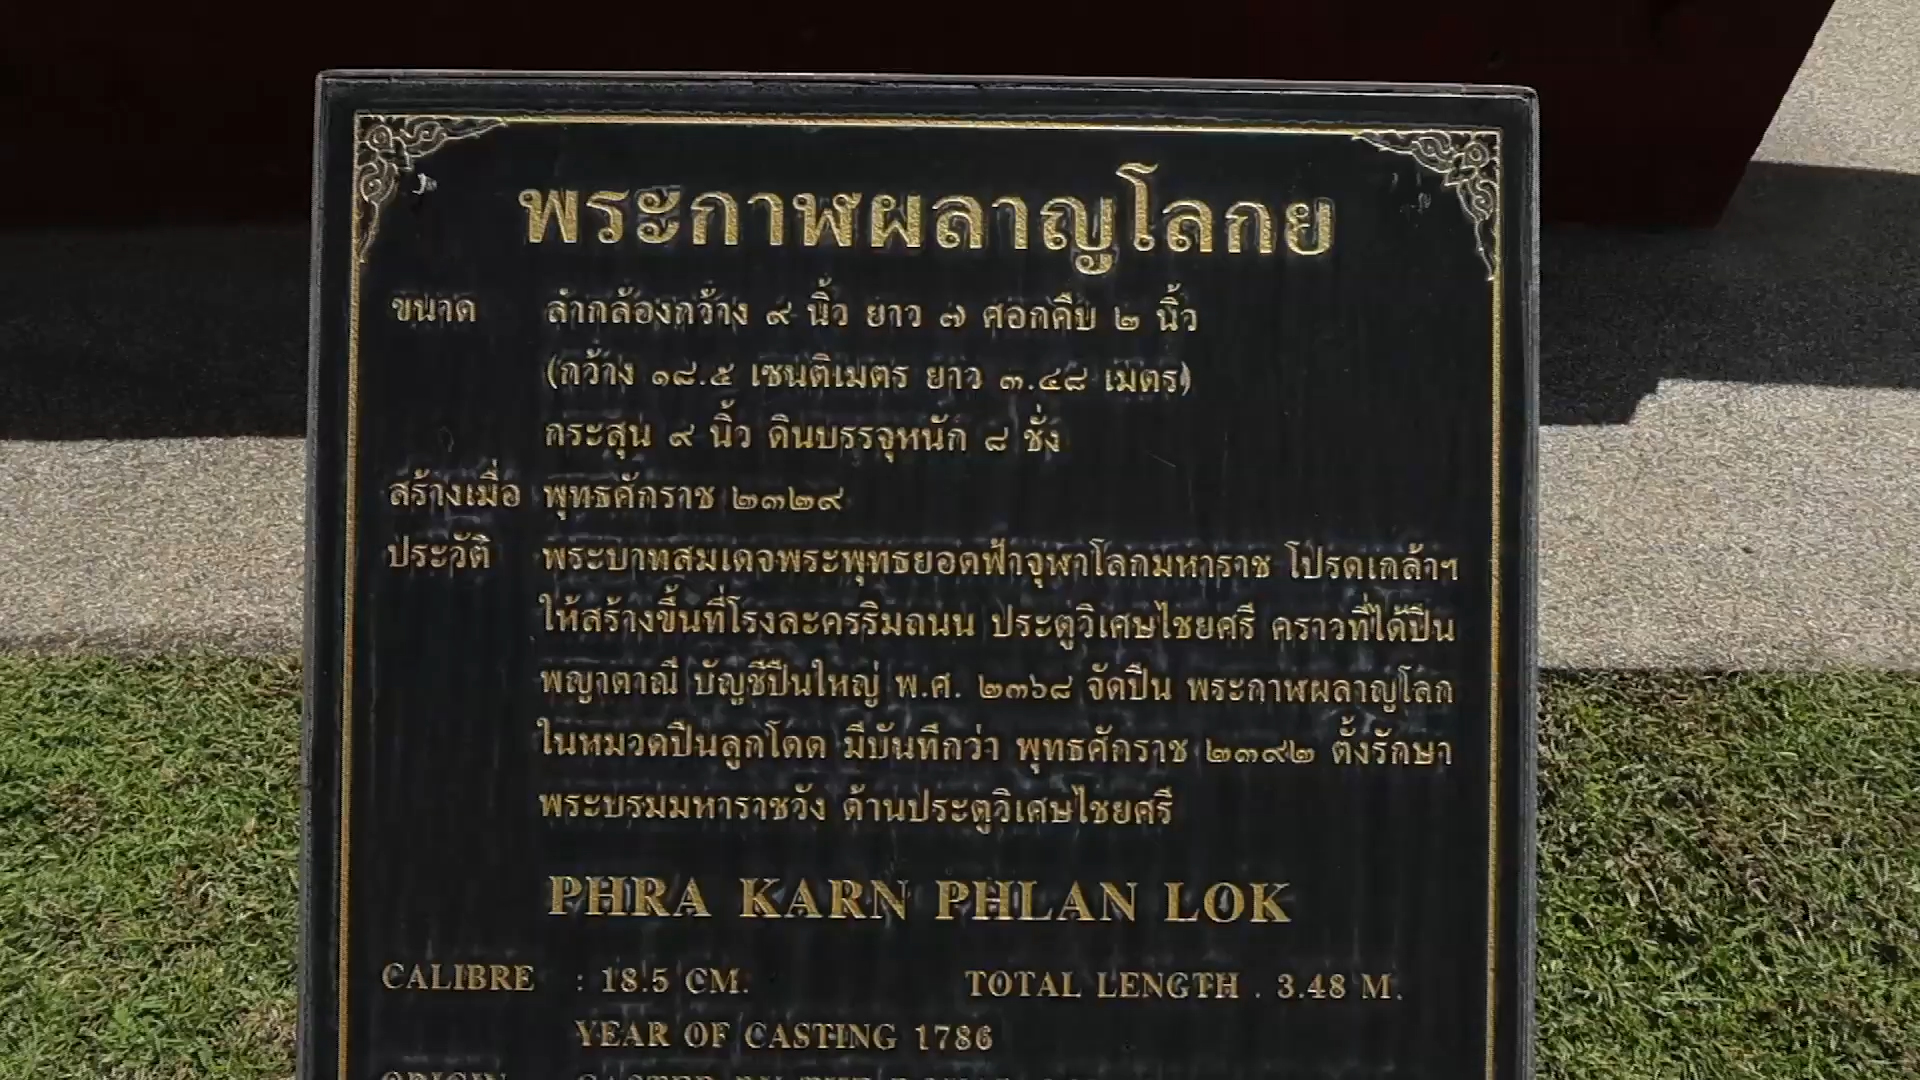 พระกาฬผลาญโลกย
ขนาด ลำกล้องกว้าง ๙ นิ้ว ยาว ๗ ศอกคืบ ๒ นิ้ว
(กว้าง ๑๘.๕ เซนติเมตร ยาว ๓.๔๘ เมตร)
กระสุน ๙ นิ้ว ดินบรรจุหนัก ๘ ชั่ง
สร้างเมื่อ พุทธศักราช ๒๓๒๙
ประวัติ พระบาทสมเดจพระพุทธยอดฟ้าจุฬาโลกมหาราช โปรดเกล้าฯ
ให้สร้างขึ้นที่โรงละครริมถนน ประตูวิเศษไชยศรี คราวที่ได้ปืน
พญาตานี บัญชีปืนใหญ่ พ.ศ. ๒๓๖๘ จัดปืน พระกาฬผลาญโลก
ในหมวดปืนลูกโดด มีบันทึกว่า พุทธศักราช ๒๓๙๒ ตั้งรักษา
พระบรมมหาราชวัง ด้านประตูวิเศษไชยศรี
PHRA KARN PHLAN LOK
CALIBRE : 18.5 CM. TOTAL LENGTH . 3.48 M.
YEAR OF CASTING 1786